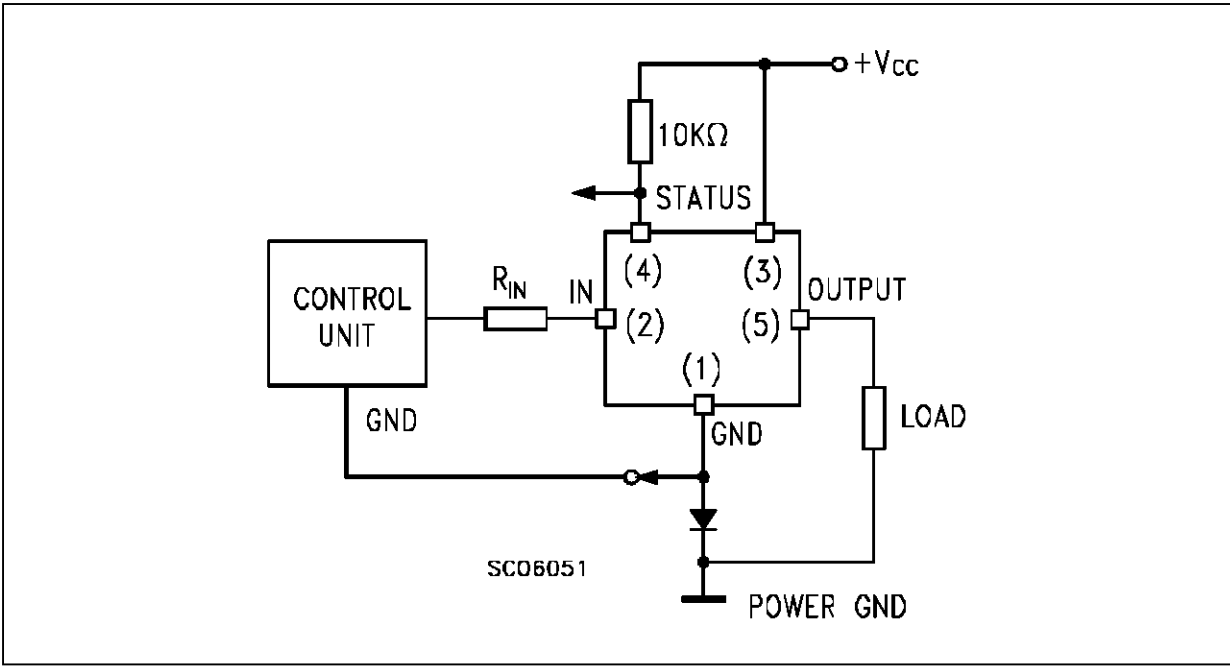 +Vcc
10KΩ
STATUS
(4)
(3)
OUTPUT
RIN
IN
CONTROL
UNIT
(2)
(5)
(1)
GND
GND
LOAD
SC06051
POWER GND